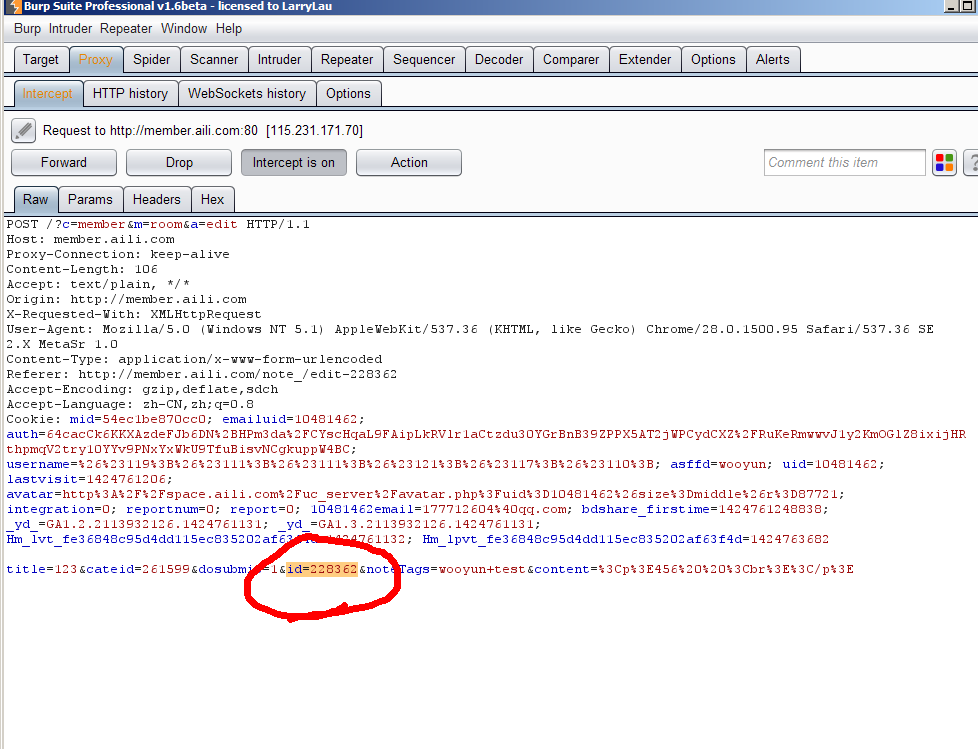 Burp Suite Professional v1.6beta - licensed to LarryLau
Burp Intruder Repeater Window Help
Target Proxy Spider Scanner Intruder Repeater Sequencer Decoder Comparer Extender Options Alerts
Intercept HTTP history WebSockets history Options
Request to http://member.aili.com:80 [115.231.171.70]
Forward Drop Intercept is on Action Comment this item ?
Raw Params Headers Hex
POST /?c=member&m=room&a=edit HTTP/1.1
Host: member.aili.com
Proxy-Connection: keep-alive
Content-Length: 106
Accept: text/plain, */*
Origin: http://member.aili.com
X-Requested-With: XMLHttpRequest
User-Agent: Mozilla/5.0 (Windows NT 5.1) AppleWebKit/537.36 (KHTML, like Gecko) Chrome/28.0.1500.95 Safari/537.36 SE
2.X MetaSr 1.0
Content-Type: application/x-www-form-urlencoded
Referer: http://member.aili.com/note_/edit-228362
Accept-Encoding: gzip,deflate,sdch
Accept-Language: zh-CN,zh;q=0.8
Cookie: mid=54ec1be870cc0; emailuid=10481462;
auth=64cacCk6KKXAzdeFJb6DN%2BHPm3da%2FCYscHqaL9FAipLkRVlr1aCtzdu30YGrBnB39ZPPX5AT2jWPCydCXZ%2FRuKeRmwwvJ1y2KmOGlZ8ixijHR
thpmqV2try10YYv9PNxYxWkU9TfuBisvNCgkuppW4BC;
username=%26%23119%3B%26%23111%3B%26%23111%3B%26%23121%3B%26%23117%3B%26%23110%3B; asffd=wooyun; uid=10481462;
lastvisit=1424761206;
avatar=http%3A%2F%2Fspace.aili.com%2Fuc_server%2Favatar.php%3Fuid%3D10481462%26size%3Dmiddle%26r%3D87721;
integration=0; reportnum=0; report=0; 10481462email=177712604%40qq.com; bdshare_firstime=1424761248838;
_yd_=GA1.2.2113932126.1424761131; _yd_=GA1.3.2113932126.1424761131;
1424761132; Hm_lpvt_fe36848c95d4dd115ec835202af63f4d=1424763682
title=123&cateid=261599&dosubmit=1&id=228362&noteTags=wooyun+test&content=%3Cp%3E456%20%20%3Cbr%3E%3C/p%3E